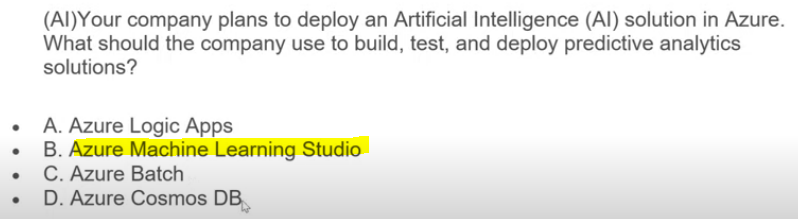 (AI)Your company plans to deploy an Artificial Intelligence (AI) solution in Azure.
What should the company use to build, test, and deploy predictive analytics
solutions?
• A. Azure Logic Apps
• B. Azure Machine Learning Studio
• C. Azure Batch
• D. Azure Cosmos DB